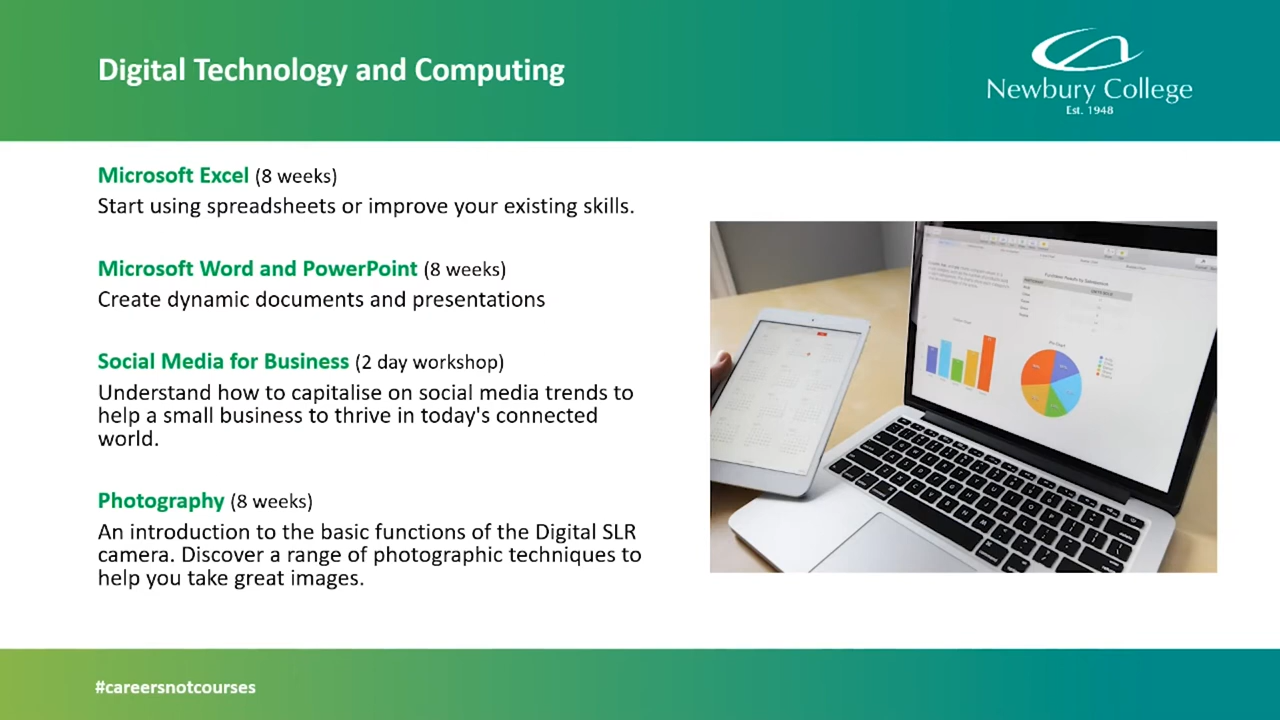 Digital Technology and Computing
Newbury College
Est. 1948
Microsoft Excel (8 weeks)
Start using spreadsheets or improve your existing skills.
Microsoft Word and PowerPoint (8 weeks)
Create dynamic documents and presentations
Social Media for Business (2 day workshop)
Understand how to capitalise on social media trends to
help a small business to thrive in today's connected
world.
Photography (8 weeks)
An introduction to the basic functions of the Digital SLR
camera. Discover a range of photographic techniques to
help you take great images.
#careersnotcourses